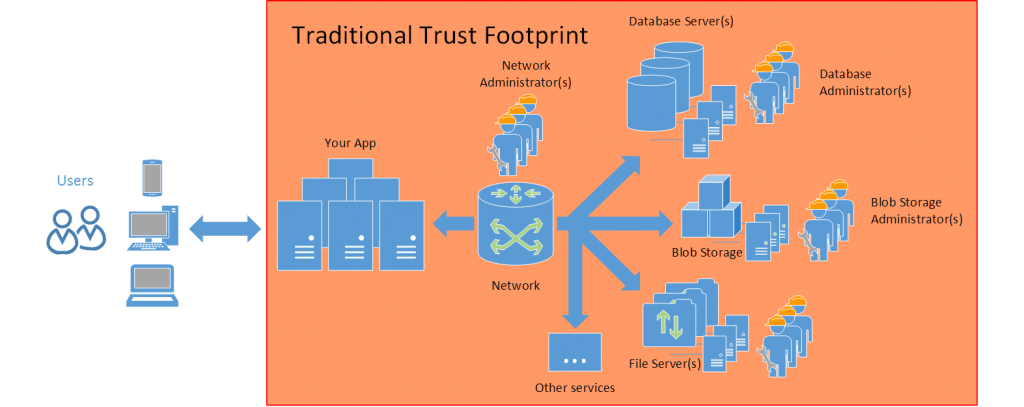 Traditional Trust Footprint
Database Server(s)
Network
Administrator(s)
Database
Administrator(s)
Your App
Users
Blob Storage
Administrator(s)
Blob Storage
Network
File Server(s)
Other services